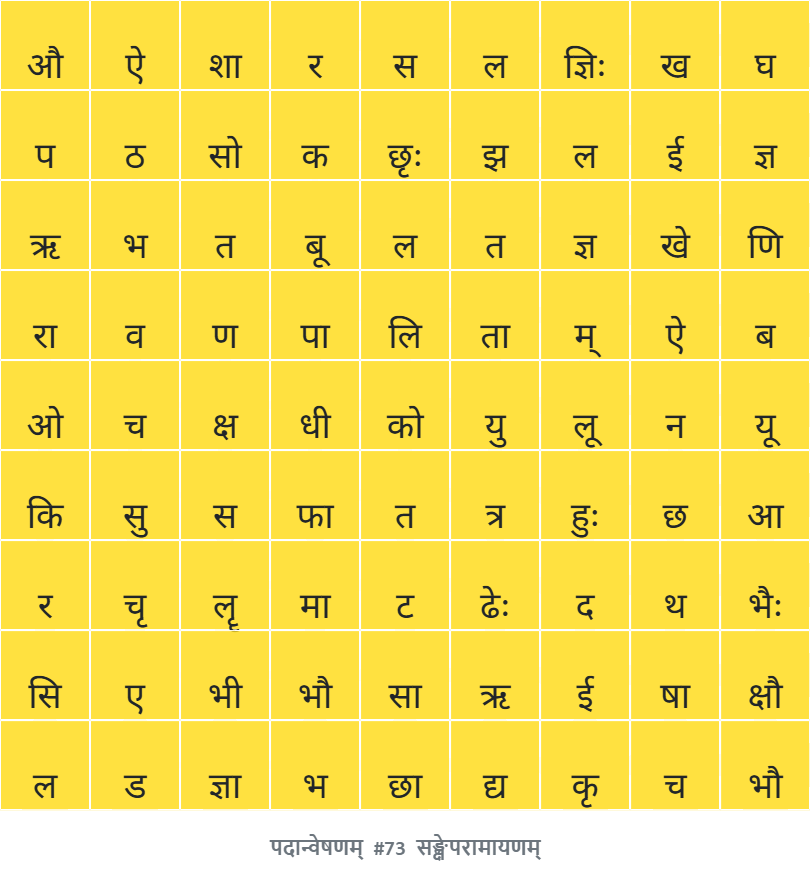 औ ऐ शा र स ल ज्ञिः ख घ
प ठ सो क छृः झ ल ई ज्ञ
ऋ भ त बू ल त ज्ञ खे णि
रा व ण पा लि ता म् ऐ ब
ओ च क्ष धी को यु लू न यू
कि सु स फा त त्र हुः छ आ
र चृ लॄ मा ट ढेः द थ भैः
सि ए भी भौ सा ऋ ई षा क्षौ
ल ड ज्ञा भ छा द्य कृ च भौ
पदान्वेषणम् #73 सङ्क्षेपरामायणम्